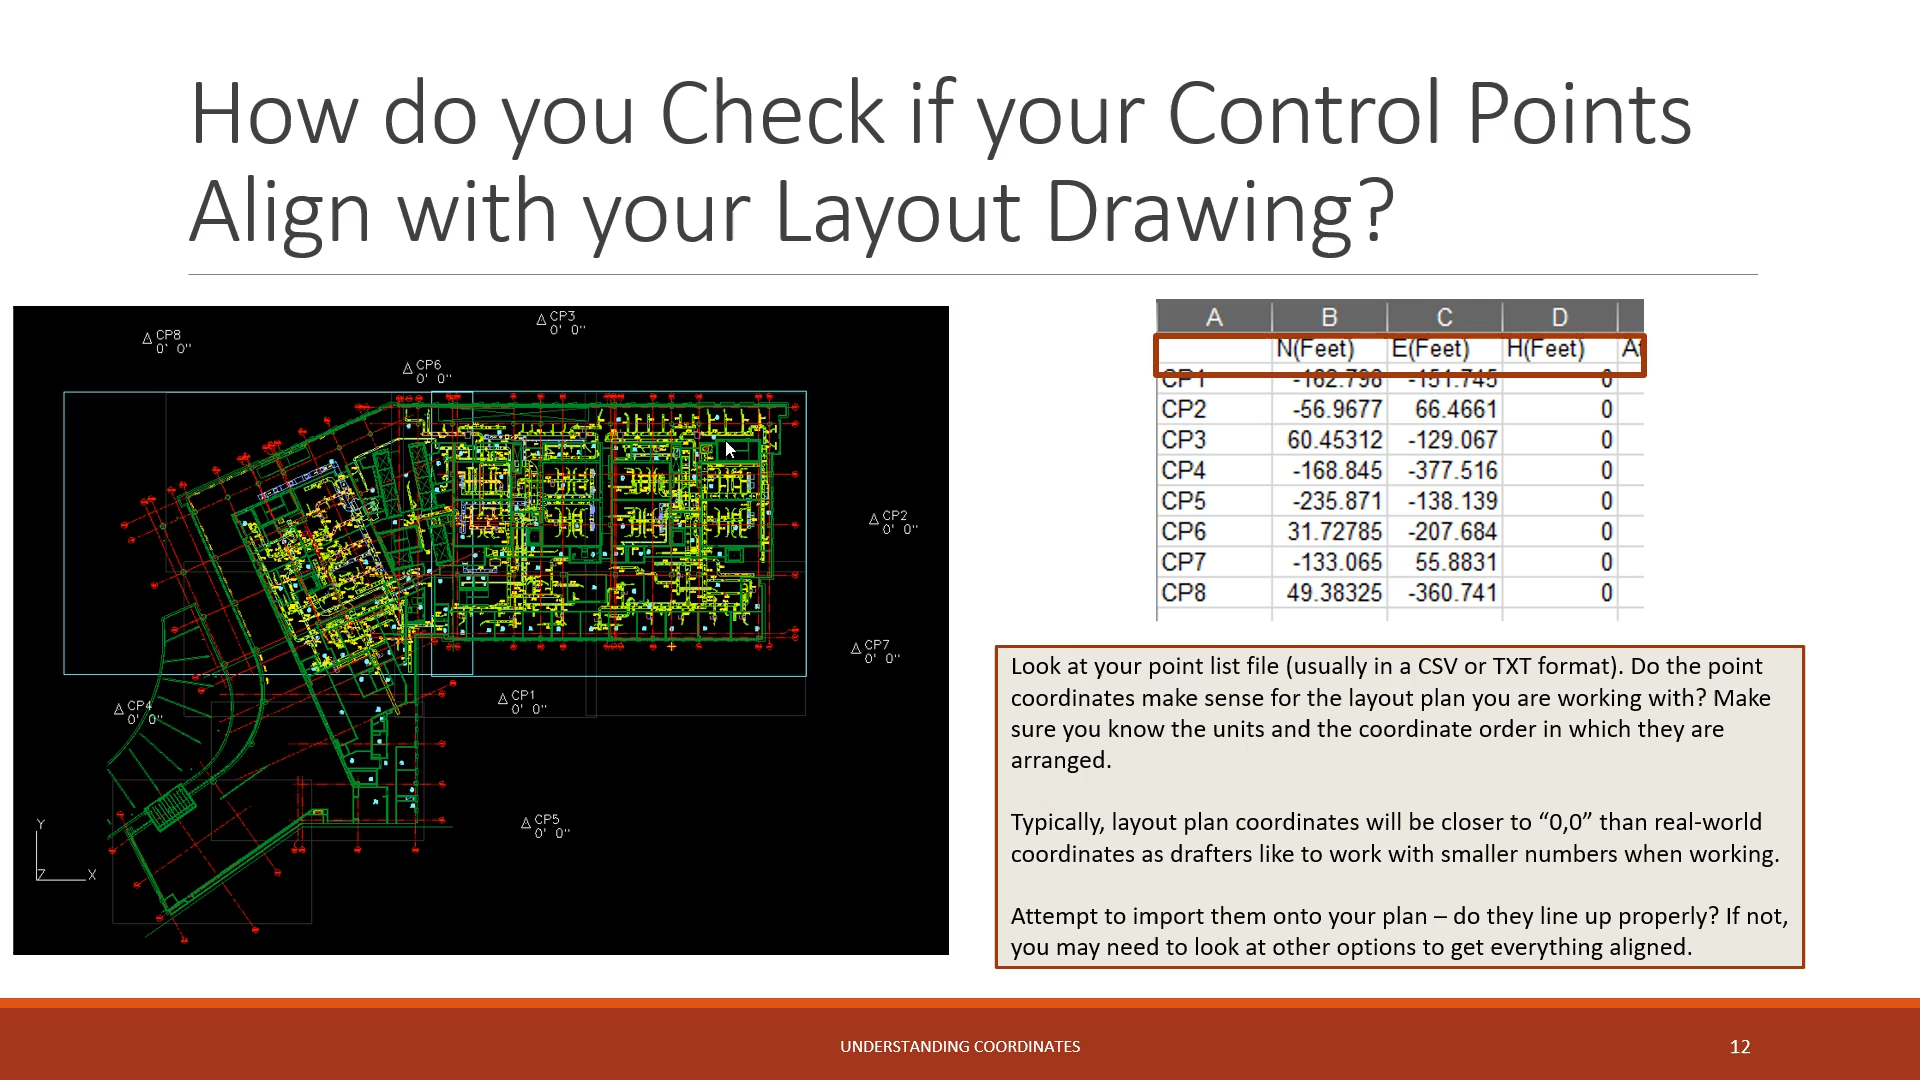 How do you Check if your Control Points
Align with your Layout Drawing?
CP8
0' 0"
CP3
0' 0"
CP6
0' 0"
CP2
0' 0"
CP7
0' 0"
CP1
0' 0"
CP4
0' 0"
CP5
0' 0"
Y
Z X
A B C D
N(Feet) E(Feet) H(Feet)
CP1 -162.798 -151.745 0
CP2 -56.9677 66.4661 0
CP3 60.45312 -129.067 0
CP4 -168.845 -377.516 0
CP5 -235.871 -138.139 0
CP6 31.72785 -207.684 0
CP7 -133.065 55.8831 0
CP8 49.38325 -360.741 0
Look at your point list file (usually in a CSV or TXT format). Do the point
coordinates make sense for the layout plan you are working with? Make
sure you know the units and the coordinate order in which they are
arranged.
Typically, layout plan coordinates will be closer to “0,0” than real-world
coordinates as drafters like to work with smaller numbers when working.
Attempt to import them onto your plan – do they line up properly? If not,
you may need to look at other options to get everything aligned.
UNDERSTANDING COORDINATES
12